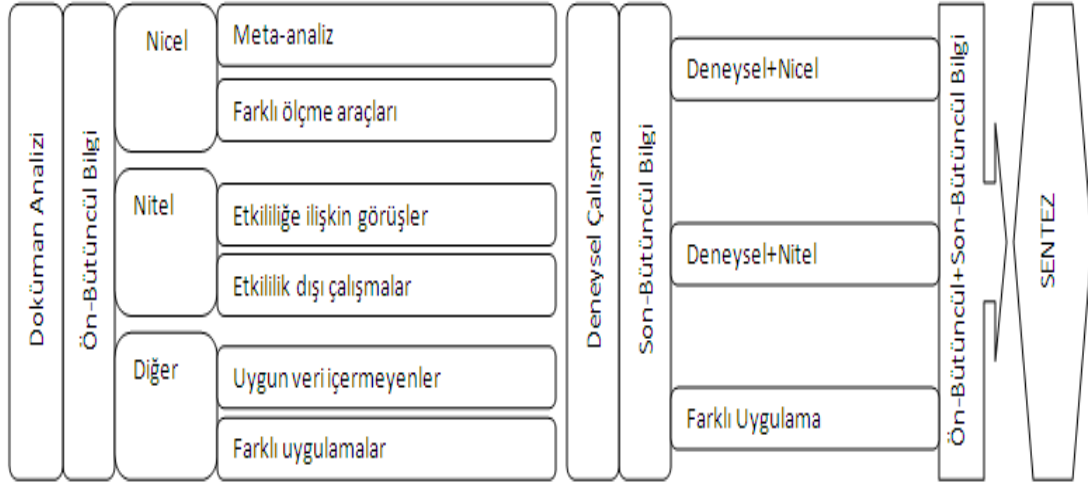 Doküman Analizi
Ön-Bütüncül Bilgi
Nicel
Meta-analiz
Farklı ölçme araçları
Nitel
Etkililiğe ilişkin görüşler
Etkililik dışı çalışmalar
Diğer
Uygun veri içermeyenler
Farklı uygulamalar
Deneysel Çalışma
Son-Bütüncül Bilgi
Deneysel+Nicel
Deneysel+Nitel
Farklı Uygulama
Ön-Bütüncül+Son-Bütüncül Bilgi
SENTEZ